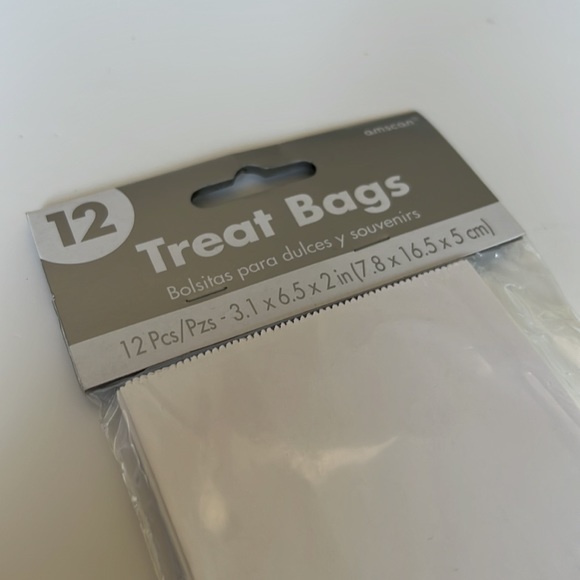 amscan™
12
Treat Bags
Bolsitas para dulces y souvenirs
12 Pcs/Pzs - 3.1 x 6.5 x 2 in (7.8 x 16.5 x 5 cm)